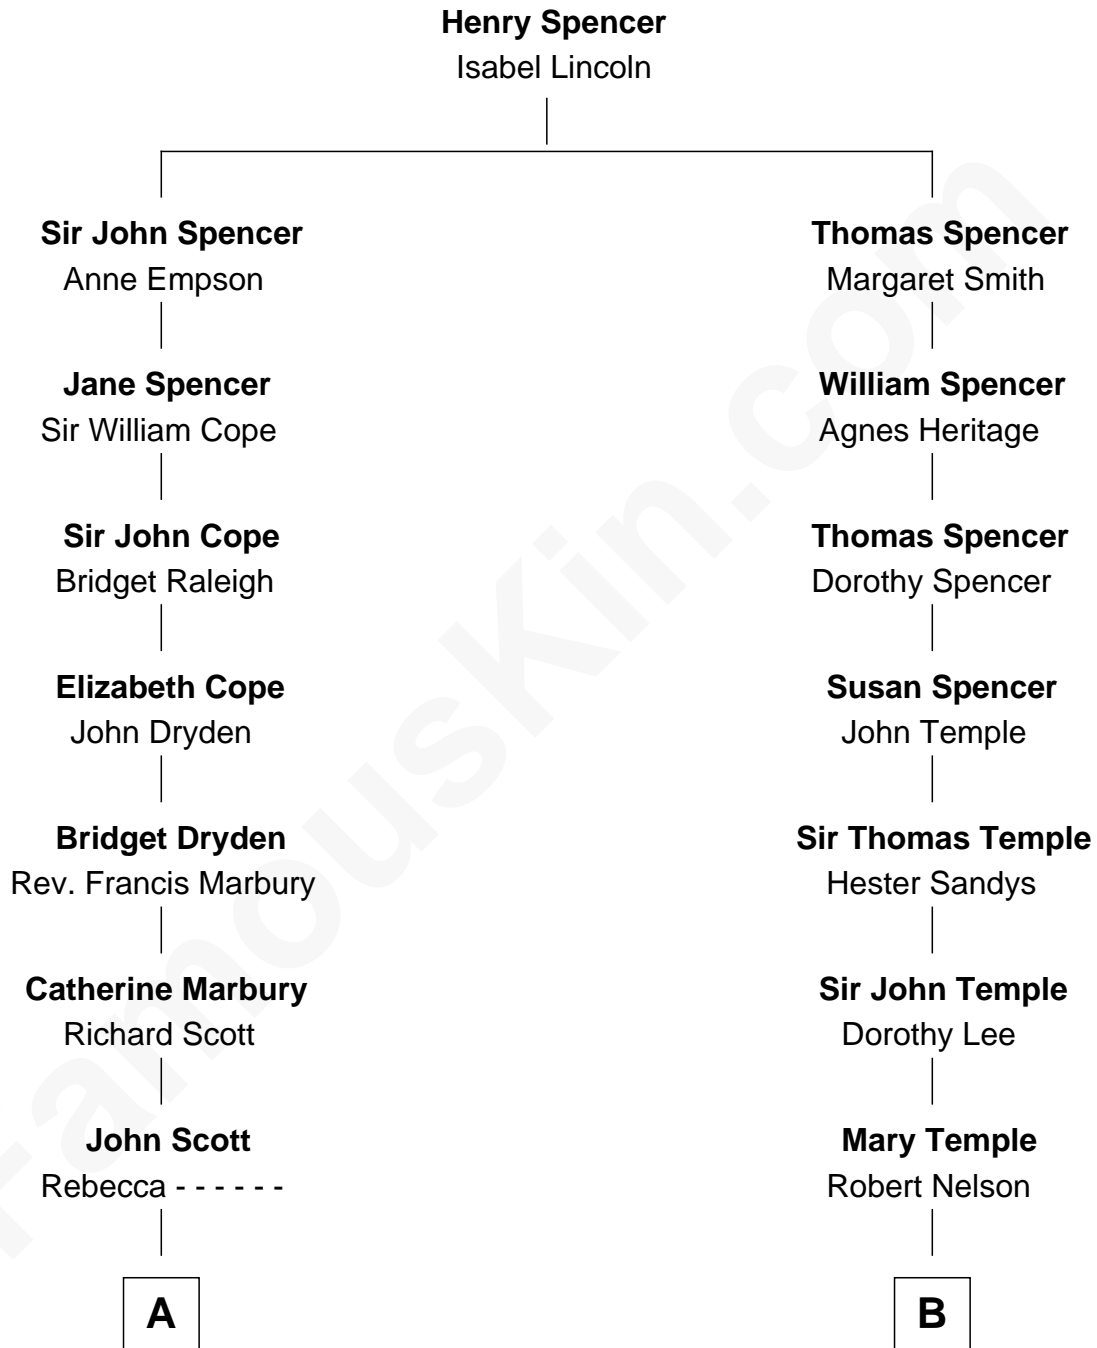 Henry Spencer
Isabel Lincoln
Sir John Spencer
Anne Empson
Thomas Spencer
Margaret Smith
Jane Spencer
Sir William Cope
William Spencer
Agnes Heritage
Sir John Cope
Bridget Raleigh
Thomas Spencer
Dorothy Spencer
Elizabeth Cope
John Dryden
Susan Spencer
John Temple
Bridget Dryden
Rev. Francis Marbury
Sir Thomas Temple
Hester Sandys
Catherine Marbury
Richard Scott
Sir John Temple
Dorothy Lee
John Scott
Rebecca - - - - - -
Mary Temple
Robert Nelson
A
B
FamousKin.com